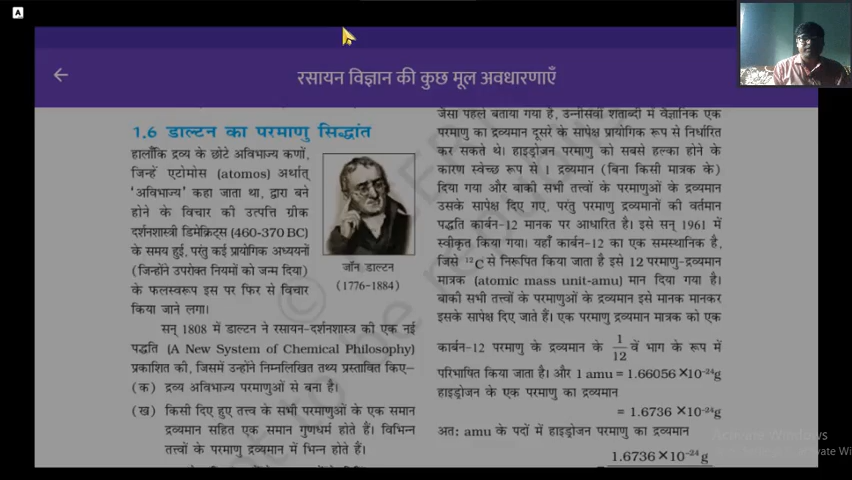 A
रसायन विज्ञान की कुछ मूल अवधारणाएँ
1.6 डाल्टन का परमाणु सिद्धांत
हालाँकि द्रव्य के छोटे अविभाज्य कणों,
जिन्हें एटोमोस (atomos) अर्थात्
'अविभाज्य' कहा जाता था, द्वारा बने
होने के विचार की उत्पत्ति ग्रीक
दर्शनशास्त्री डिमेक्रिट्स (460-370 BC)
के समय हुई, परंतु कई प्रायोगिक अध्ययनों
(जिन्होंने उपरोक्त नियमों को जन्म दिया)
के फलस्वरूप इस पर फिर से विचार
किया जाने लगा।
जॉन डाल्टन
(1776-1884)
सन् 1808 में डाल्टन ने रसायन-दर्शनशास्त्र की एक नई
पद्धति (A New System of Chemical Philosophy)
प्रकाशित की, जिसमें उन्होंने निम्नलिखित तथ्य प्रस्तावित किए-
(क) द्रव्य अविभाज्य परमाणुओं से बना है।
(ख) किसी दिए हुए तत्त्व के सभी परमाणुओं के एक समान
द्रव्यमान सहित एक समान गुणधर्म होते हैं। विभिन्न
तत्त्वों के परमाणु द्रव्यमान में भिन्न होते हैं।
जैसा पहले बताया गया है, उन्नीसवीं शताब्दी में वैज्ञानिक एक
परमाणु का द्रव्यमान दूसरे के सापेक्ष प्रायोगिक रूप से निर्धारित
कर सकते थे। हाइड्रोजन परमाणु को सबसे हल्का होने के
कारण स्वेच्छ रूप से 1 द्रव्यमान (बिना किसी मात्रक के)
दिया गया और बाकी सभी तत्त्वों के परमाणुओं के द्रव्यमान
उसके सापेक्ष दिए गए, परंतु परमाणु द्रव्यमानों की वर्तमान
पद्धति कार्बन-12 मानक पर आधारित है। इसे सन् 1961 में
स्वीकृत किया गया। यहाँ कार्बन-12 का एक समस्थानिक है,
जिसे ¹²C से निरूपित किया जाता है इसे 12 परमाणु-द्रव्यमान
मात्रक (atomic mass unit-amu) मान दिया गया है।
बाकी सभी तत्त्वों के परमाणुओं के द्रव्यमान इसे मानक मानकर
इसके सापेक्ष दिए जाते हैं। एक परमाणु द्रव्यमान मात्रक को एक
कार्बन-12 परमाणु के द्रव्यमान के 1/12 वें भाग के रूप में
परिभाषित किया जाता है। और 1 amu = 1.66056 ×10⁻²⁴g
हाइड्रोजन के एक परमाणु का द्रव्यमान
= 1.6736 ×10⁻²⁴g
अत: amu के पदों में हाइड्रोजन परमाणु का द्रव्यमान
1.6736 ×10⁻²⁴ g
Activate Windows